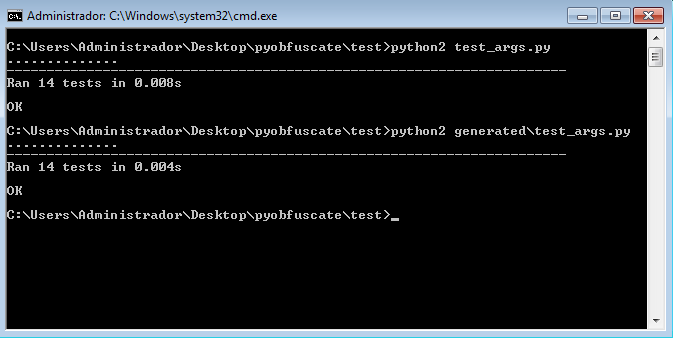 Administrador: C:\Windows\system32\cmd.exe
C:\Users\Administrador\Desktop\pyobfuscate\test>python2 test_args.py
..............
----------------------------------------------------------------------
Ran 14 tests in 0.008s
OK
C:\Users\Administrador\Desktop\pyobfuscate\test>python2 generated\test_args.py
..............
----------------------------------------------------------------------
Ran 14 tests in 0.004s
OK
C:\Users\Administrador\Desktop\pyobfuscate\test>_